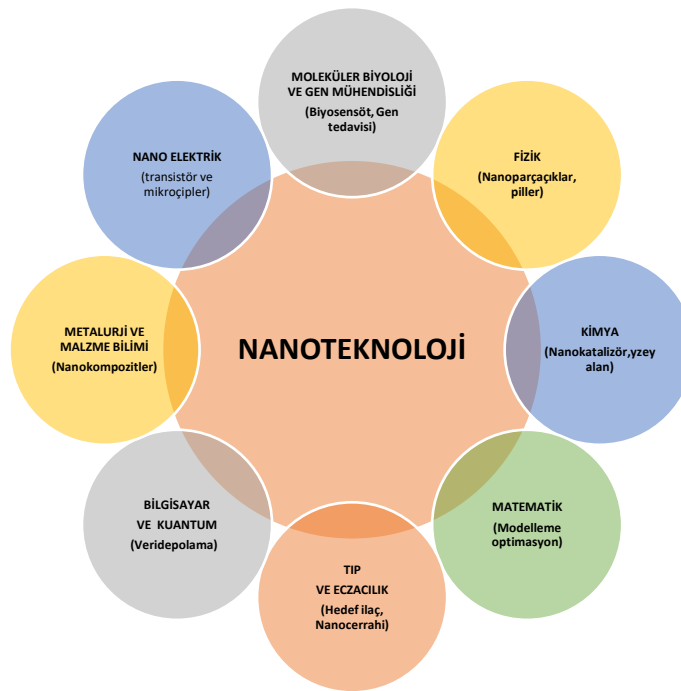 MOLEKÜLER BİYOLOJİ
VE GEN MÜHENDİSLİĞİ
(Biyosensöt, Gen
tedavisi)
FİZİK
(Nanoparçaçıklar,
piller)
KİMYA
(Nanokatalizör,yzey
alan)
MATEMATİK
(Modelleme
optimasyon)
TIP
VE ECZACILIK
(Hedef ilaç,
Nanocerrahi)
BİLGİSAYAR
VE KUANTUM
(Veridepolama)
METALURJİ VE
MALZME BİLİMİ
(Nanokompozitler)
NANO ELEKTRİK
(transistör ve
mikroçipler)
NANOTEKNOLOJİ